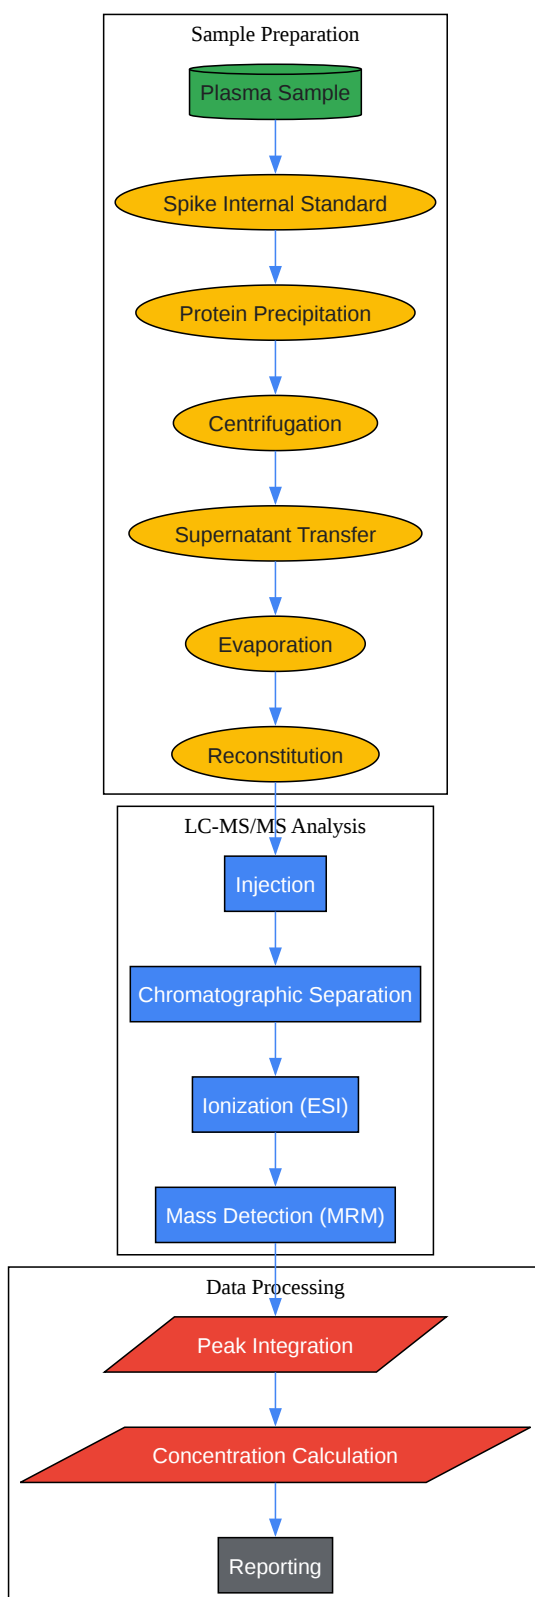 Sample Preparation
Plasma Sample
Spike Internal Standard
Protein Precipitation
Centrifugation
Supernatant Transfer
Evaporation
Reconstitution
LC-MS/MS Analysis
Injection
Chromatographic Separation
Ionization (ESI)
Mass Detection (MRM)
Data Processing
Peak Integration
Concentration Calculation
Reporting